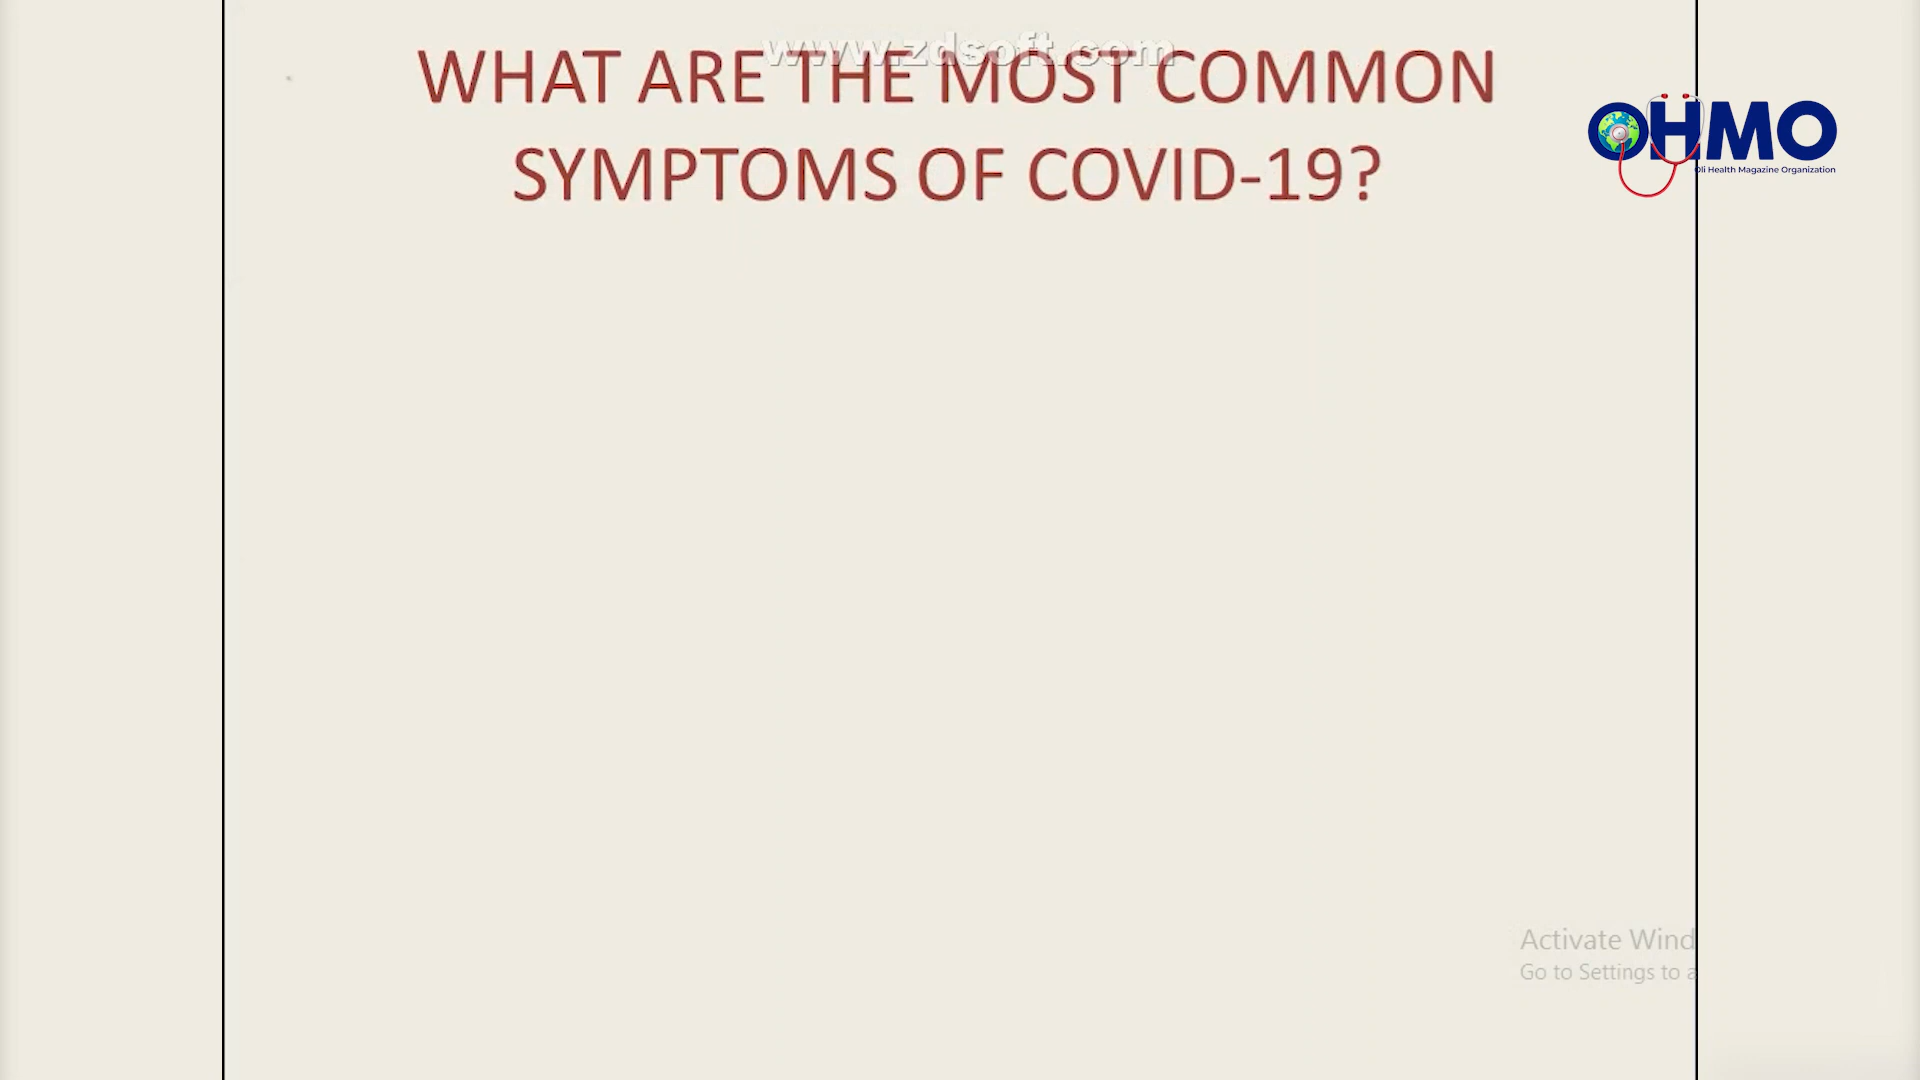 www.zdsoft.com
WHAT ARE THE MOST COMMON
SYMPTOMS OF COVID-19?
OHMO
Oli Health Magazine Organization
Activate Wind
Go to Settings to a